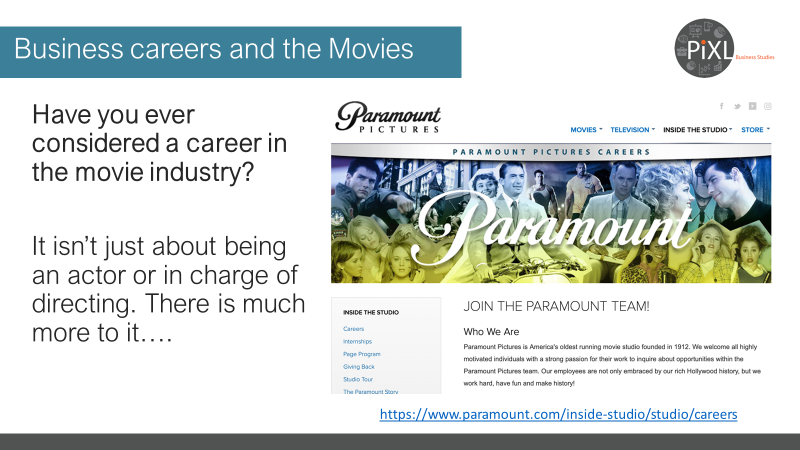 Business careers and the Movies
PiXL
Business Studies
Have you ever
considered a career in
the movie industry?
It isn’t just about being
an actor or in charge of
directing. There is much
more to it….
Paramount
PICTURES
MOVIES TELEVISION INSIDE THE STUDIO STORE
PARAMOUNT PICTURES CAREERS
Paramount
INSIDE THE STUDIO
Careers
Internships
Page Program
Giving Back
Studio Tour
The Paramount Story
JOIN THE PARAMOUNT TEAM!
Who We Are
Paramount Pictures is America's oldest running movie studio founded in 1912. We welcome all highly
motivated individuals with a strong passion for their work to inquire about opportunities within the
Paramount Pictures team. Our employees are not only embraced by our rich Hollywood history, but we
work hard, have fun and make history!
https://www.paramount.com/inside-studio/studio/careers